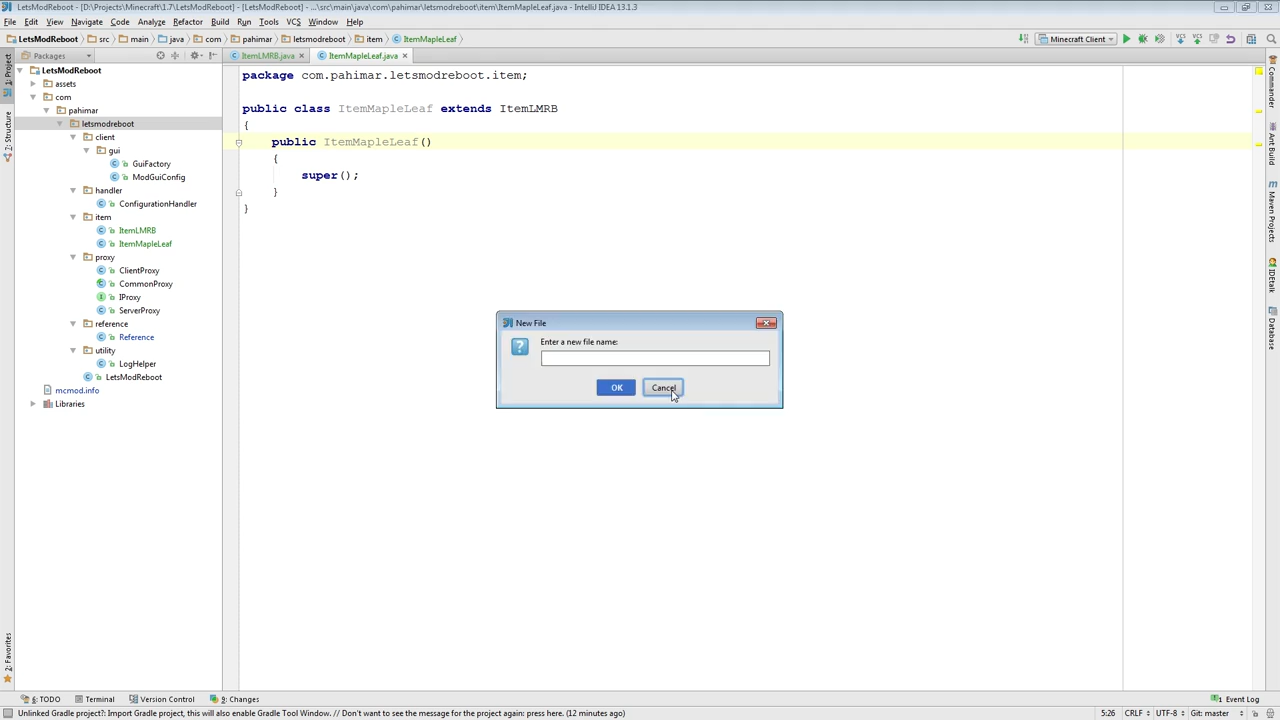 LetsModReboot - [D:\Projects\Minecraft\1.7\LetsModReboot] - [LetsModReboot] - ...\src\main\java\com\pahimar\letsmodreboot\item\ItemMapleLeaf.java - IntelliJ IDEA 13.1.3
File Edit View Navigate Code Analyze Refactor Build Run Tools VCS Window Help
LetsModReboot src main java com pahimar letsmodreboot item ItemMapleLeaf Minecraft Client
Packages
ItemLMRB.java ItemMapleLeaf.java
1: Project
Z: Structure
2: Favorites
LetsModReboot
assets
com
pahimar
letsmodreboot
client
gui
GuiFactory
ModGuiConfig
handler
ConfigurationHandler
item
ItemLMRB
ItemMapleLeaf
proxy
ClientProxy
CommonProxy
IProxy
ServerProxy
reference
Reference
utility
LogHelper
LetsModReboot
mcmod.info
Libraries
package com.pahimar.letsmodreboot.item;
public class ItemMapleLeaf extends ItemLMRB
{
public ItemMapleLeaf()
{
super();
}
}
New File
Enter a new file name:
OK Cancel
Commander
Ant Build
Maven Projects
IDEtalk
Database
6: TODO Terminal Version Control 9: Changes 1 Event Log
Unlinked Gradle project?: Import Gradle project, this will also enable Gradle Tool Window. // Don't want to see the message for the project again: press here. (12 minutes ago) 5:26 CRLF UTF-8 Git: master